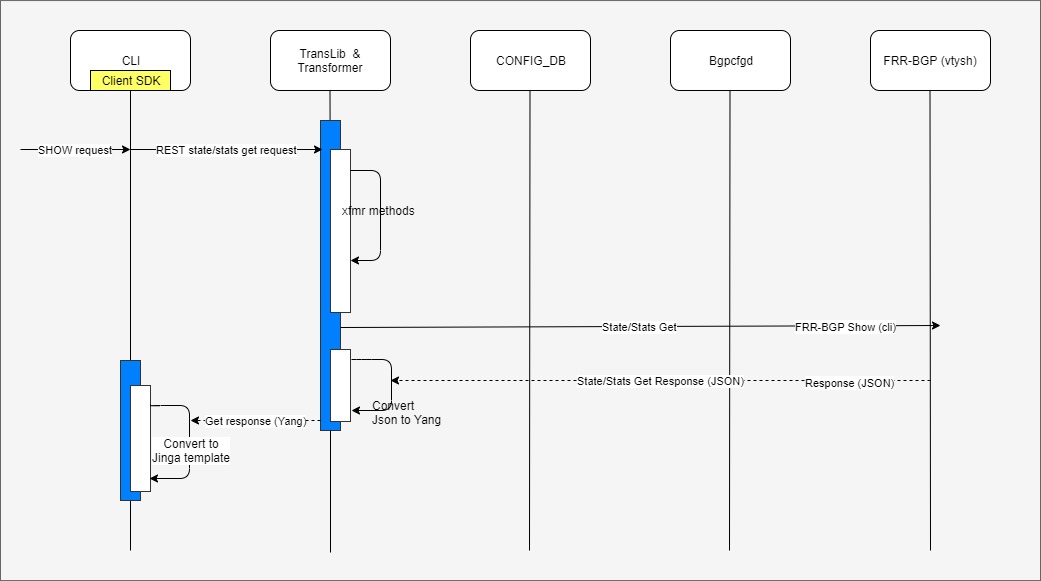 CLI
Client SDK
TransLib &
Transformer
CONFIG_DB
Bgpcfgd
FRR-BGP (vtysh)
SHOW request
REST state/stats get request
xfmr methods
State/Stats Get
FRR-BGP Show (cli)
State/Stats Get Response (JSON)
Response (JSON)
Convert
Json to Yang
Get response (Yang)
Convert to
Jinga template